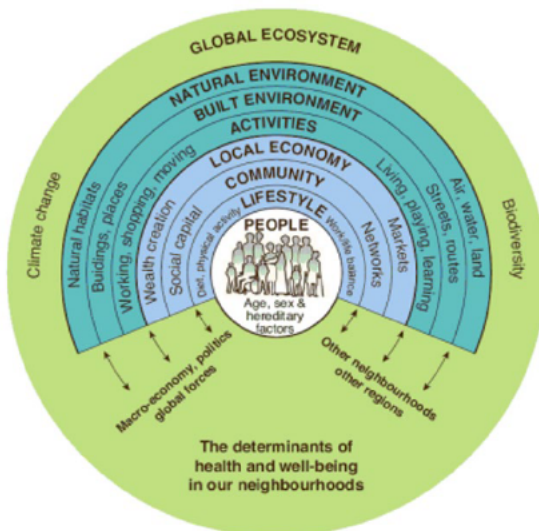 GLOBAL ECOSYSTEM
NATURAL ENVIRONMENT
BUILT ENVIRONMENT
ACTIVITIES
LOCAL ECONOMY
COMMUNITY
LIFESTYLE
PEOPLE
Age, sex &
hereditary
factors
Climate change
Natural habitats
Buidings, places
Working, shopping, moving
Wealth creation
Social capital
Diet, physical activity
Work/life balance
Networks
Markets
Living, playing, learning
Streets, routes
Air, water, land
Biodiversity
Macro-economy, politics
global forces
Other neighbourhoods
other regions
The determinants of
health and well-being
in our neighbourhoods